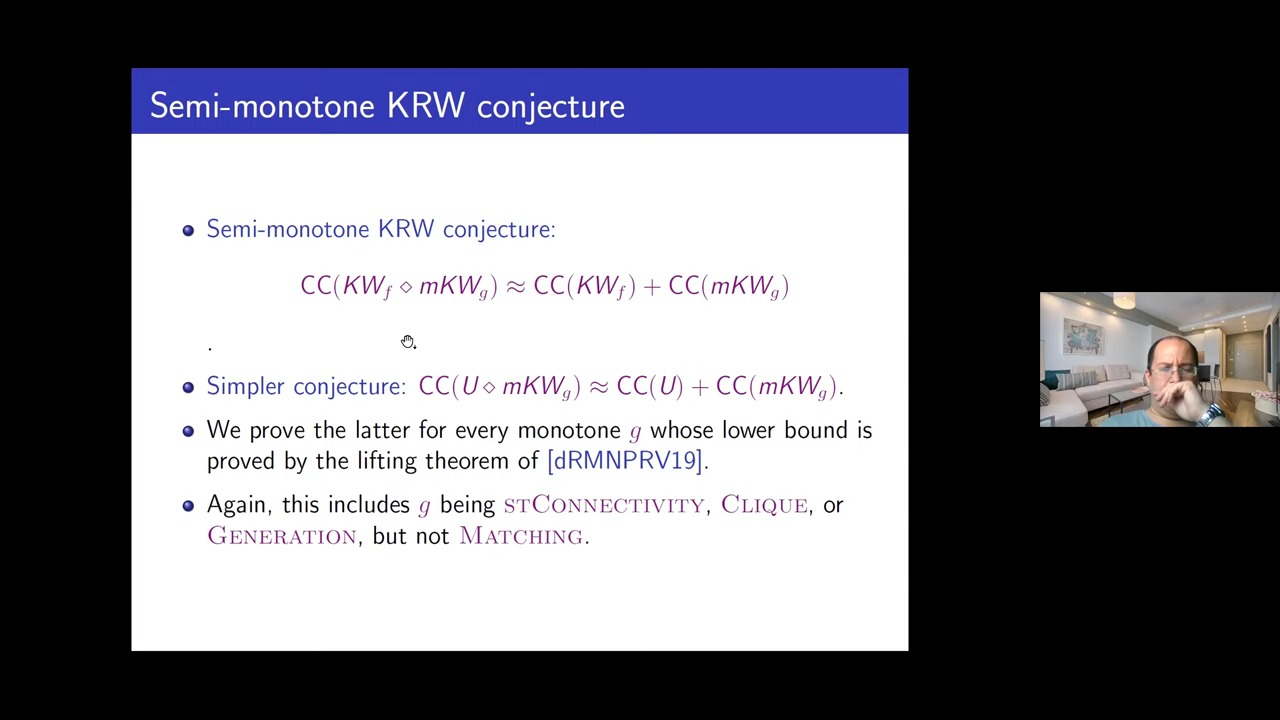 Semi-monotone KRW conjecture
Semi-monotone KRW conjecture:
CC(KW_f ⋄ mKW_g) ≈ CC(KW_f) + CC(mKW_g)
.
Simpler conjecture: CC(U ⋄ mKW_g) ≈ CC(U) + CC(mKW_g).
We prove the latter for every monotone g whose lower bound is
proved by the lifting theorem of [dRMNPRV19].
Again, this includes g being STCONNECTIVITY, CLIQUE, or
GENERATION, but not MATCHING.